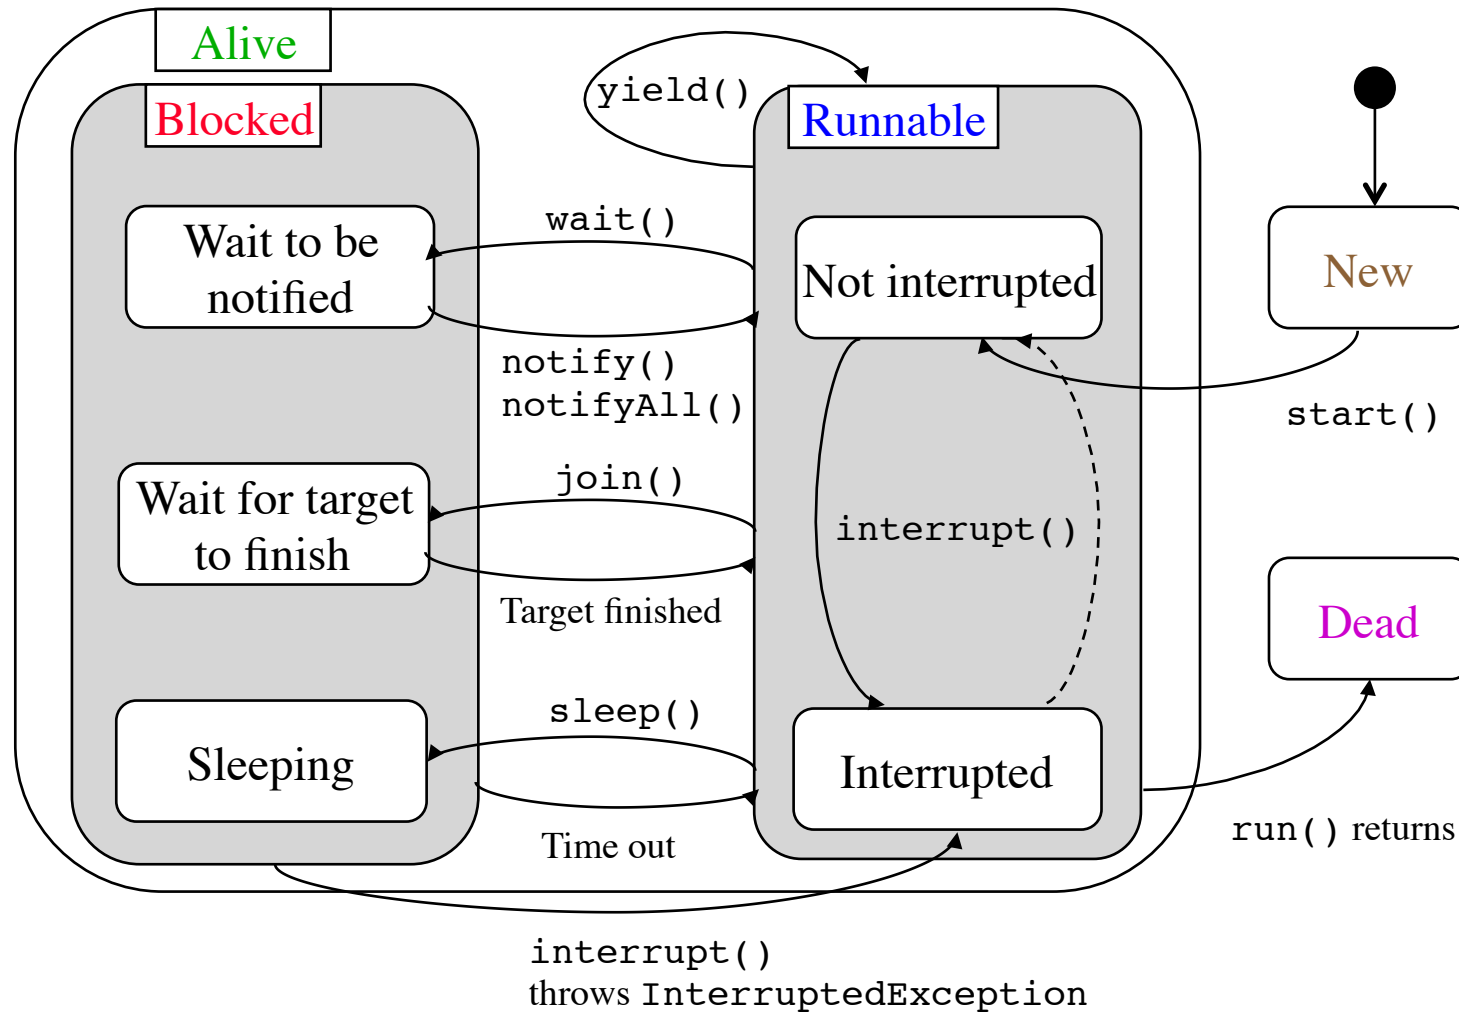 Alive
Blocked
yield()
Runnable
Wait to be
notified
wait()
Not interrupted
New
notify()
notifyAll()
start()
Wait for target
to finish
join()
interrupt()
Target finished
Dead
Sleeping
sleep()
Interrupted
Time out
run() returns
interrupt()
throws InterruptedException